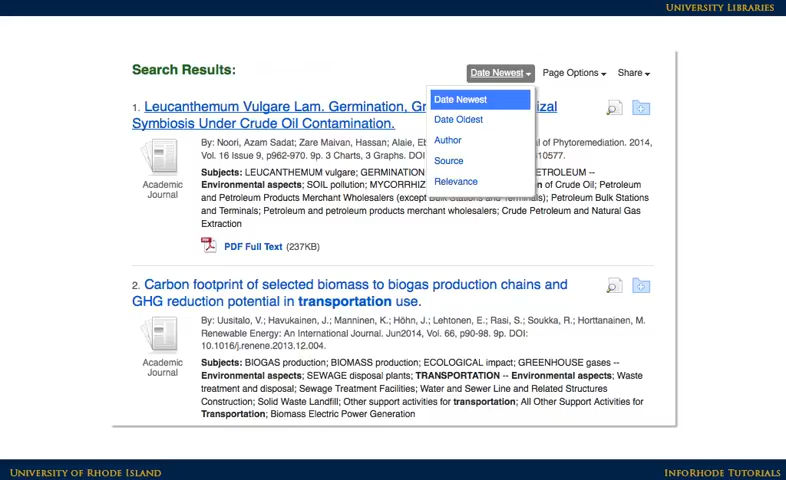 UNIVERSITY LIBRARIES
Search Results:
Date Newest
Page Options
Share
Date Newest
Date Oldest
Author
Source
Relevance
1. Leucanthemum Vulgare Lam. Germination, Gr izal
Symbiosis Under Crude Oil Contamination.
By: Noori, Azam Sadat; Zare Maivan, Hassan; Alaie, Eb al of Phytoremediation. 2014,
Vol. 16 Issue 9, p962-970. 9p. 3 Charts, 3 Graphs. DOI 810577.
Subjects: LEUCANTHEMUM vulgare; GERMINATION PETROLEUM --
Environmental aspects; SOIL pollution; MYCORRHIZ n of Crude Oil; Petroleum
and Petroleum Products Merchant Wholesalers (except Bulk Stations and Terminals); Petroleum Bulk Stations
and Terminals; Petroleum and petroleum products merchant wholesalers; Crude Petroleum and Natural Gas
Extraction
Academic
Journal
PDF Full Text (237KB)
2. Carbon footprint of selected biomass to biogas production chains and
GHG reduction potential in transportation use.
By: Uusitalo, V.; Havukainen, J.; Manninen, K.; Höhn, J.; Lehtonen, E.; Rasi, S.; Soukka, R.; Horttanainen, M.
Renewable Energy: An International Journal. Jun2014, Vol. 66, p90-98. 9p. DOI:
10.1016/j.renene.2013.12.004.
Subjects: BIOGAS production; BIOMASS production; ECOLOGICAL impact; GREENHOUSE gases --
Environmental aspects; SEWAGE disposal plants; TRANSPORTATION -- Environmental aspects; Waste
treatment and disposal; Sewage Treatment Facilities; Water and Sewer Line and Related Structures
Construction; Solid Waste Landfill; Other support activities for transportation; All Other Support Activities for
Transportation; Biomass Electric Power Generation
Academic
Journal
UNIVERSITY OF RHODE ISLAND
INFORHODE TUTORIALS